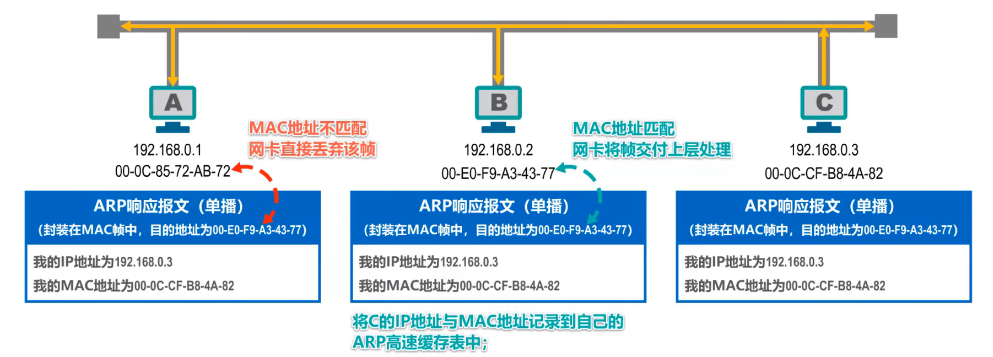 A
B
C
MAC地址不匹配
网卡直接丢弃该帧
MAC地址匹配
网卡将帧交付上层处理
192.168.0.1
00-0C-85-72-AB-72
192.168.0.2
00-E0-F9-A3-43-77
192.168.0.3
00-0C-CF-B8-4A-82
ARP响应报文（单播）
（封装在MAC帧中，目的地址为00-E0-F9-A3-43-77）
我的IP地址为192.168.0.3
我的MAC地址为00-0C-CF-B8-4A-82
ARP响应报文（单播）
（封装在MAC帧中，目的地址为00-E0-F9-A3-43-77）
我的IP地址为192.168.0.3
我的MAC地址为00-0C-CF-B8-4A-82
ARP响应报文（单播）
（封装在MAC帧中，目的地址为00-E0-F9-A3-43-77）
我的IP地址为192.168.0.3
我的MAC地址为00-0C-CF-B8-4A-82
将C的IP地址与MAC地址记录到自己的
ARP高速缓存表中；